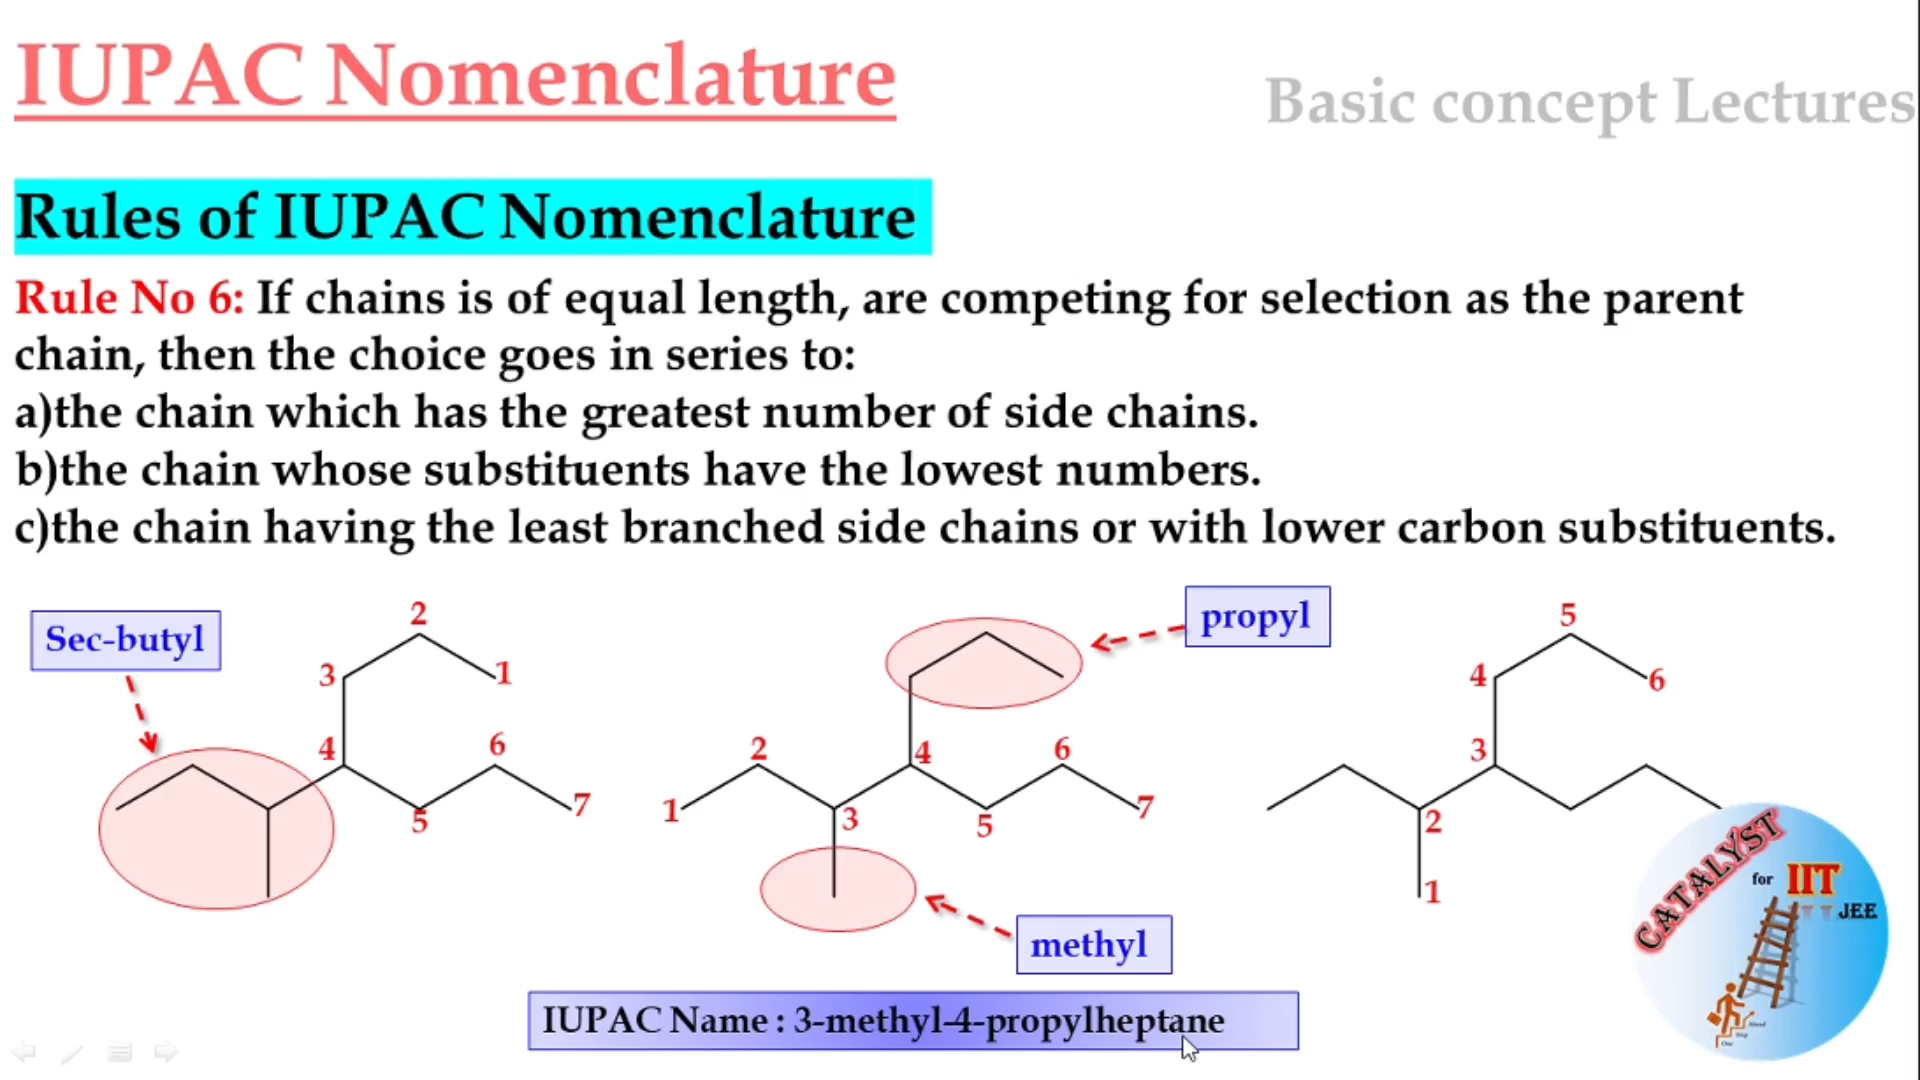 IUPAC Nomenclature
Basic concept Lectures
Rules of IUPAC Nomenclature
Rule No 6: If chains is of equal length, are competing for selection as the parent
chain, then the choice goes in series to:
a)the chain which has the greatest number of side chains.
b)the chain whose substituents have the lowest numbers.
c)the chain having the least branched side chains or with lower carbon substituents.
Sec-butyl
2
3
1
4
6
5
7
propyl
2
4
6
1
3
5
7
methyl
5
4
6
3
2
1
CATALYST
for IIT
JEE
One
Step
Ahead
IUPAC Name : 3-methyl-4-propylheptane